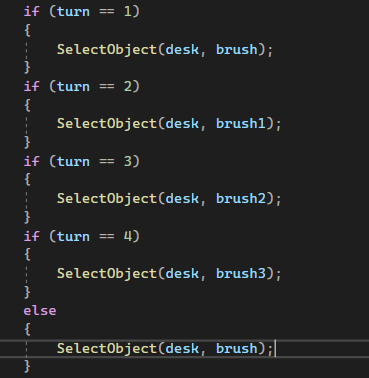 if (turn == 1)
{
SelectObject(desk, brush);
}
if (turn == 2)
{
SelectObject(desk, brush1);
}
if (turn == 3)
{
SelectObject(desk, brush2);
}
if (turn == 4)
{
SelectObject(desk, brush3);
}
else
{
SelectObject(desk, brush);
}